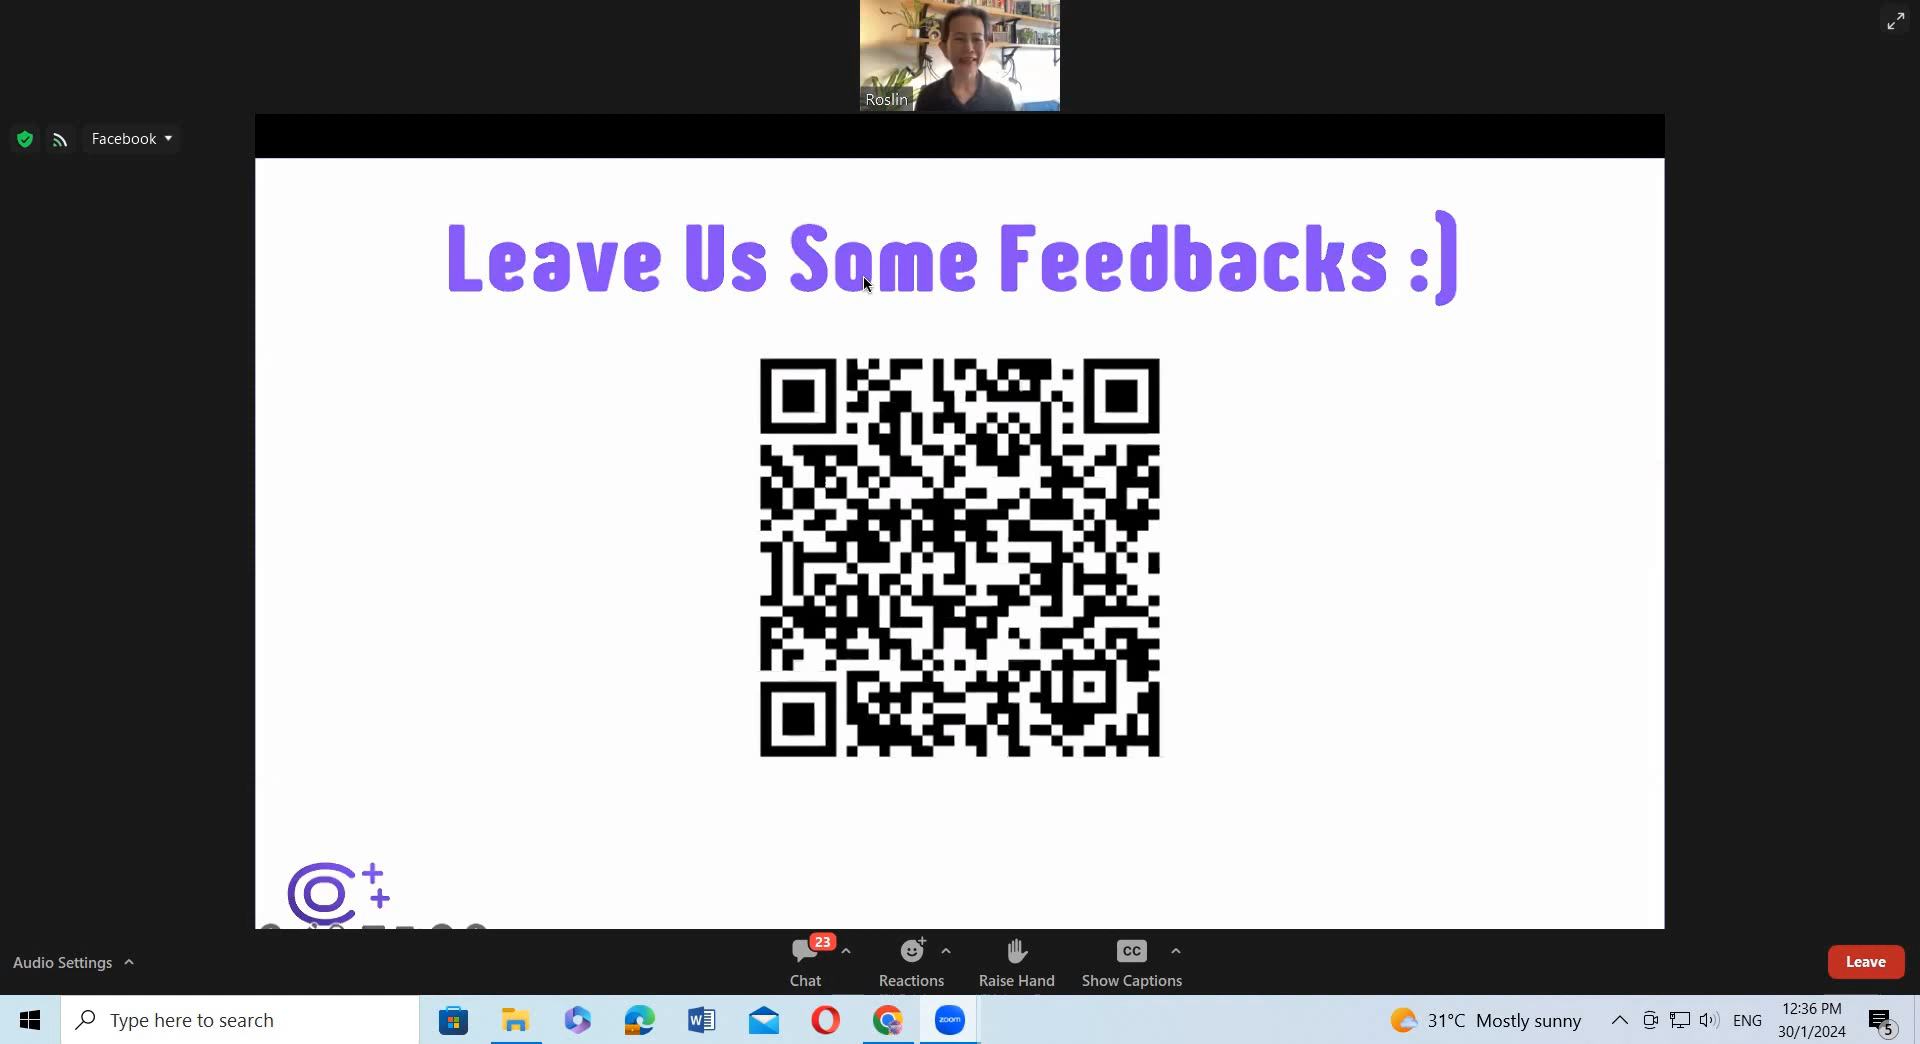 Roslin
Facebook
Leave Us Some Feedbacks :)
Audio Settings
23
Chat
Reactions
Raise Hand
CC
Show Captions
Leave
Type here to search
zoom
31°C Mostly sunny
ENG
12:36 PM
30/1/2024
5